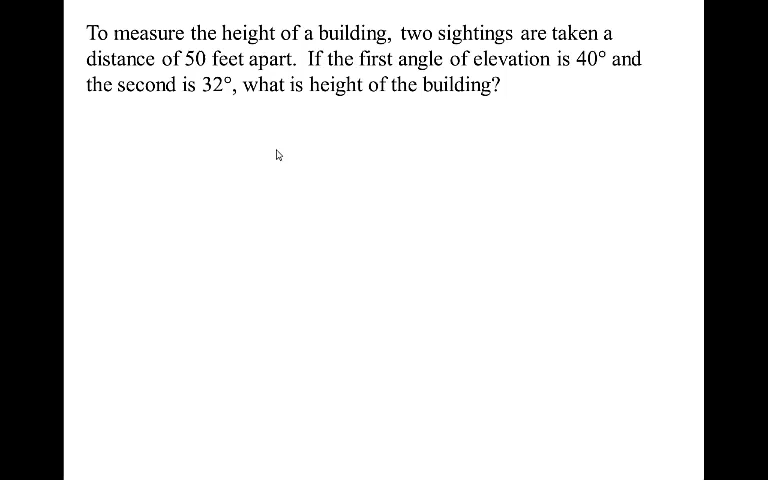 To measure the height of a building, two sightings are taken a
distance of 50 feet apart. If the first angle of elevation is 40° and
the second is 32°, what is height of the building?